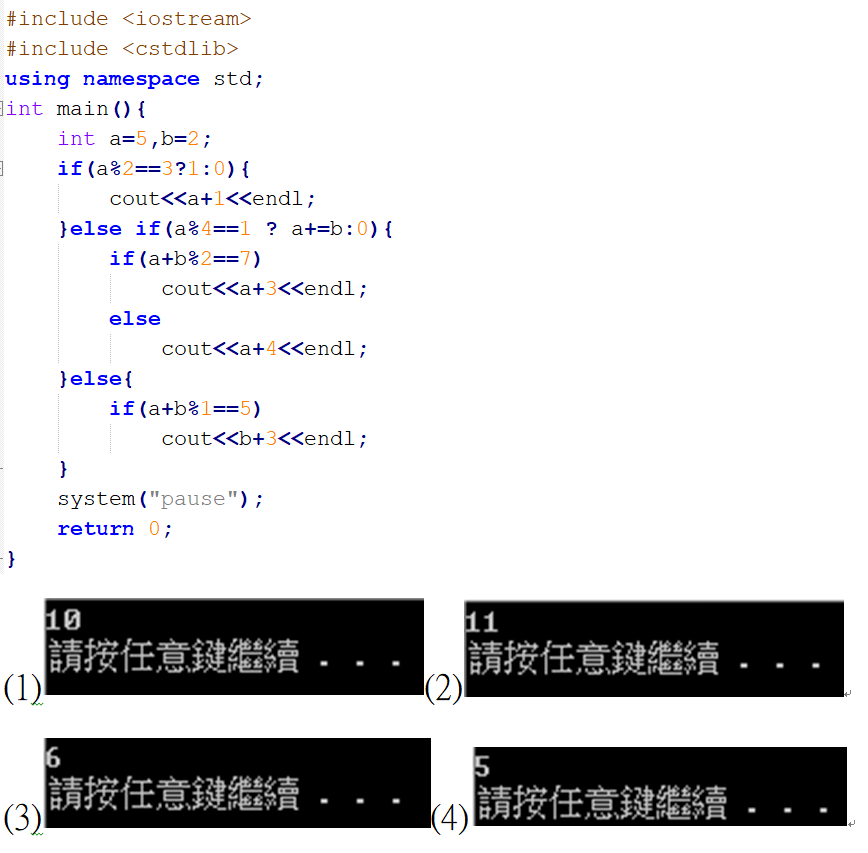 #include <iostream>
#include <cstdlib>
using namespace std;
int main(){
    int a=5,b=2;
    if(a%2==3?1:0){
        cout<<a+1<<endl;
    }else if(a%4==1 ? a+=b:0){
        if(a+b%2==7)
            cout<<a+3<<endl;
        else
            cout<<a+4<<endl;
    }else{
        if(a+b%1==5)
            cout<<b+3<<endl;
    }
    system("pause");
    return 0;
}
10
(1)請按任意鍵繼續 . . .
11
(2)請按任意鍵繼續 . . .
6
(3)請按任意鍵繼續 . . .
5
(4)請按任意鍵繼續 . . .